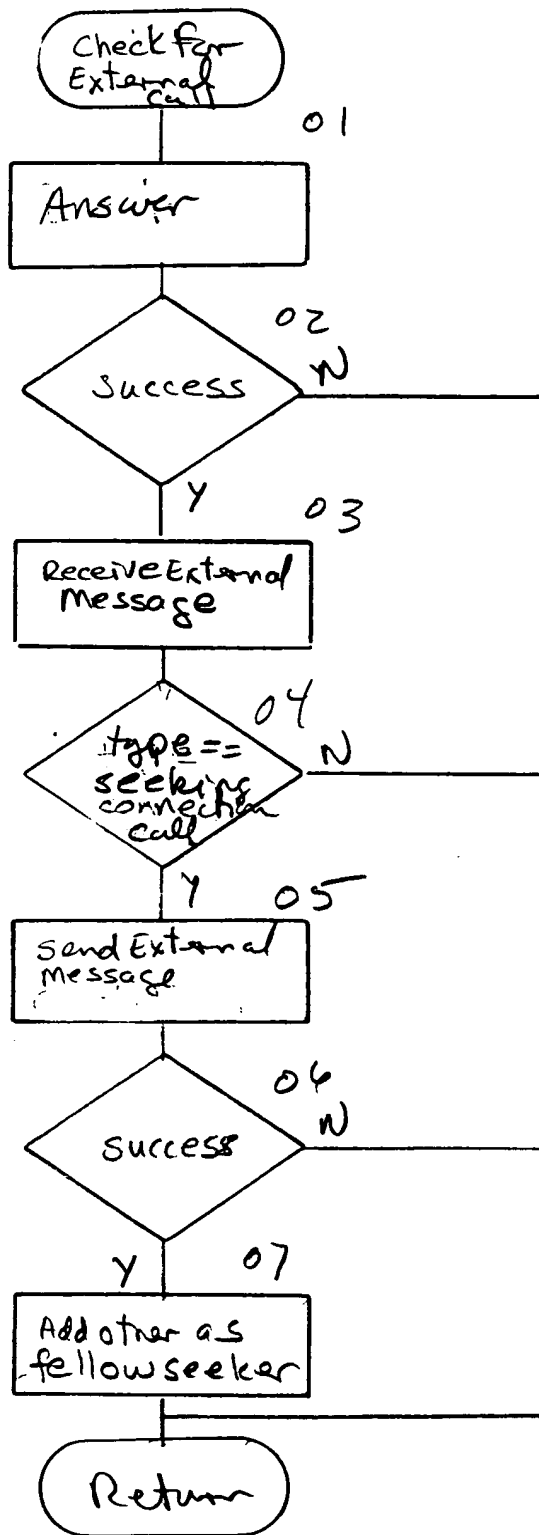 Check for
External
Call
01
Answer
02
success
N
Y
03
Receive External
Message
04
type ==
seeking
connection
call
N
Y
05
Send External
Message
06
success
N
Y
07
Add other as
fellow seeker
Return